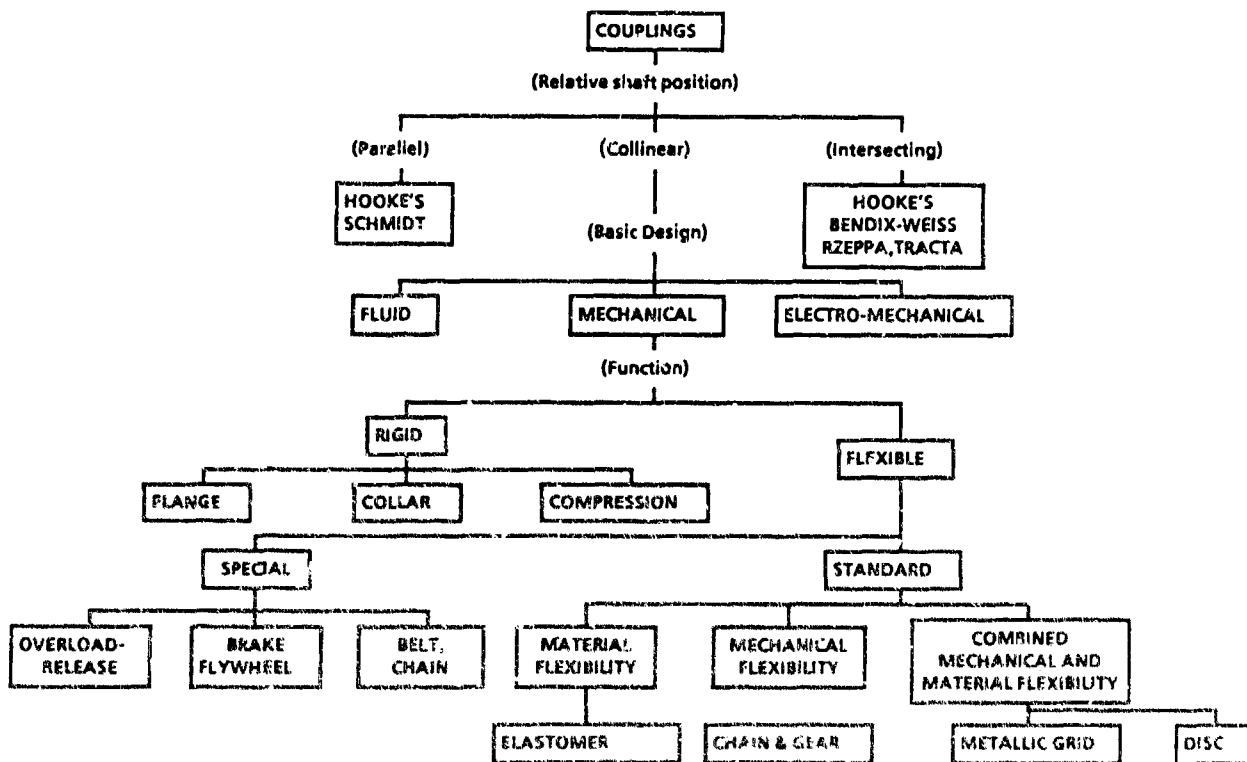 COUPLINGS
(Relative shaft position)
(Parallel)
(Collinear)
(Intersecting)
HOOKE'S
SCHMIDT
HOOKE'S
BENDIX-WEISS
RZEPPA, TRACTA
(Basic Design)
FLUID
MECHANICAL
ELECTRO-MECHANICAL
(Function)
RIGID
FLEXIBLE
FLANGE
COLLAR
COMPRESSION
SPECIAL
STANDARD
OVERLOAD-
RELEASE
BRAKE
FLYWHEEL
BELT,
CHAIN
MATERIAL
FLEXIBILITY
MECHANICAL
FLEXIBILITY
COMBINED
MECHANICAL AND
MATERIAL FLEXIBILITY
ELASTOMER
CHAIN & GEAR
METALLIC GRID
DISC